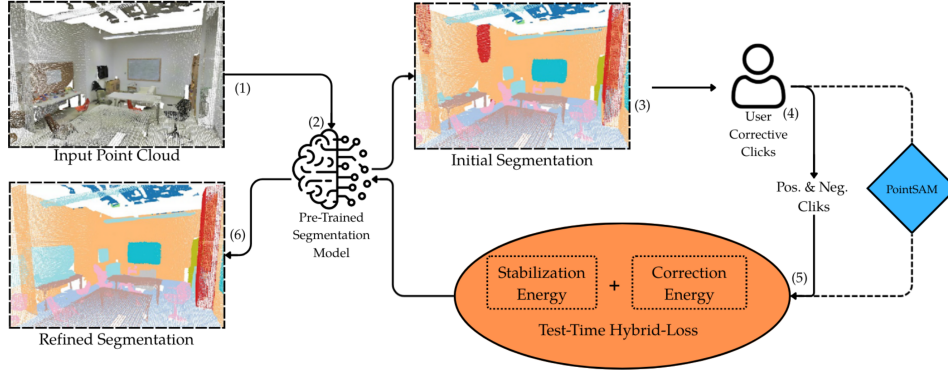 (1)
Input Point Cloud
(2)
Pre-Trained
Segmentation
Model
(3)
Initial Segmentation
(4)
User
Corrective
Clicks
Pos. & Neg.
Cliks
PointSAM
(5)
Stabilization
Energy
+
Correction
Energy
Test-Time Hybrid-Loss
(6)
Refined Segmentation